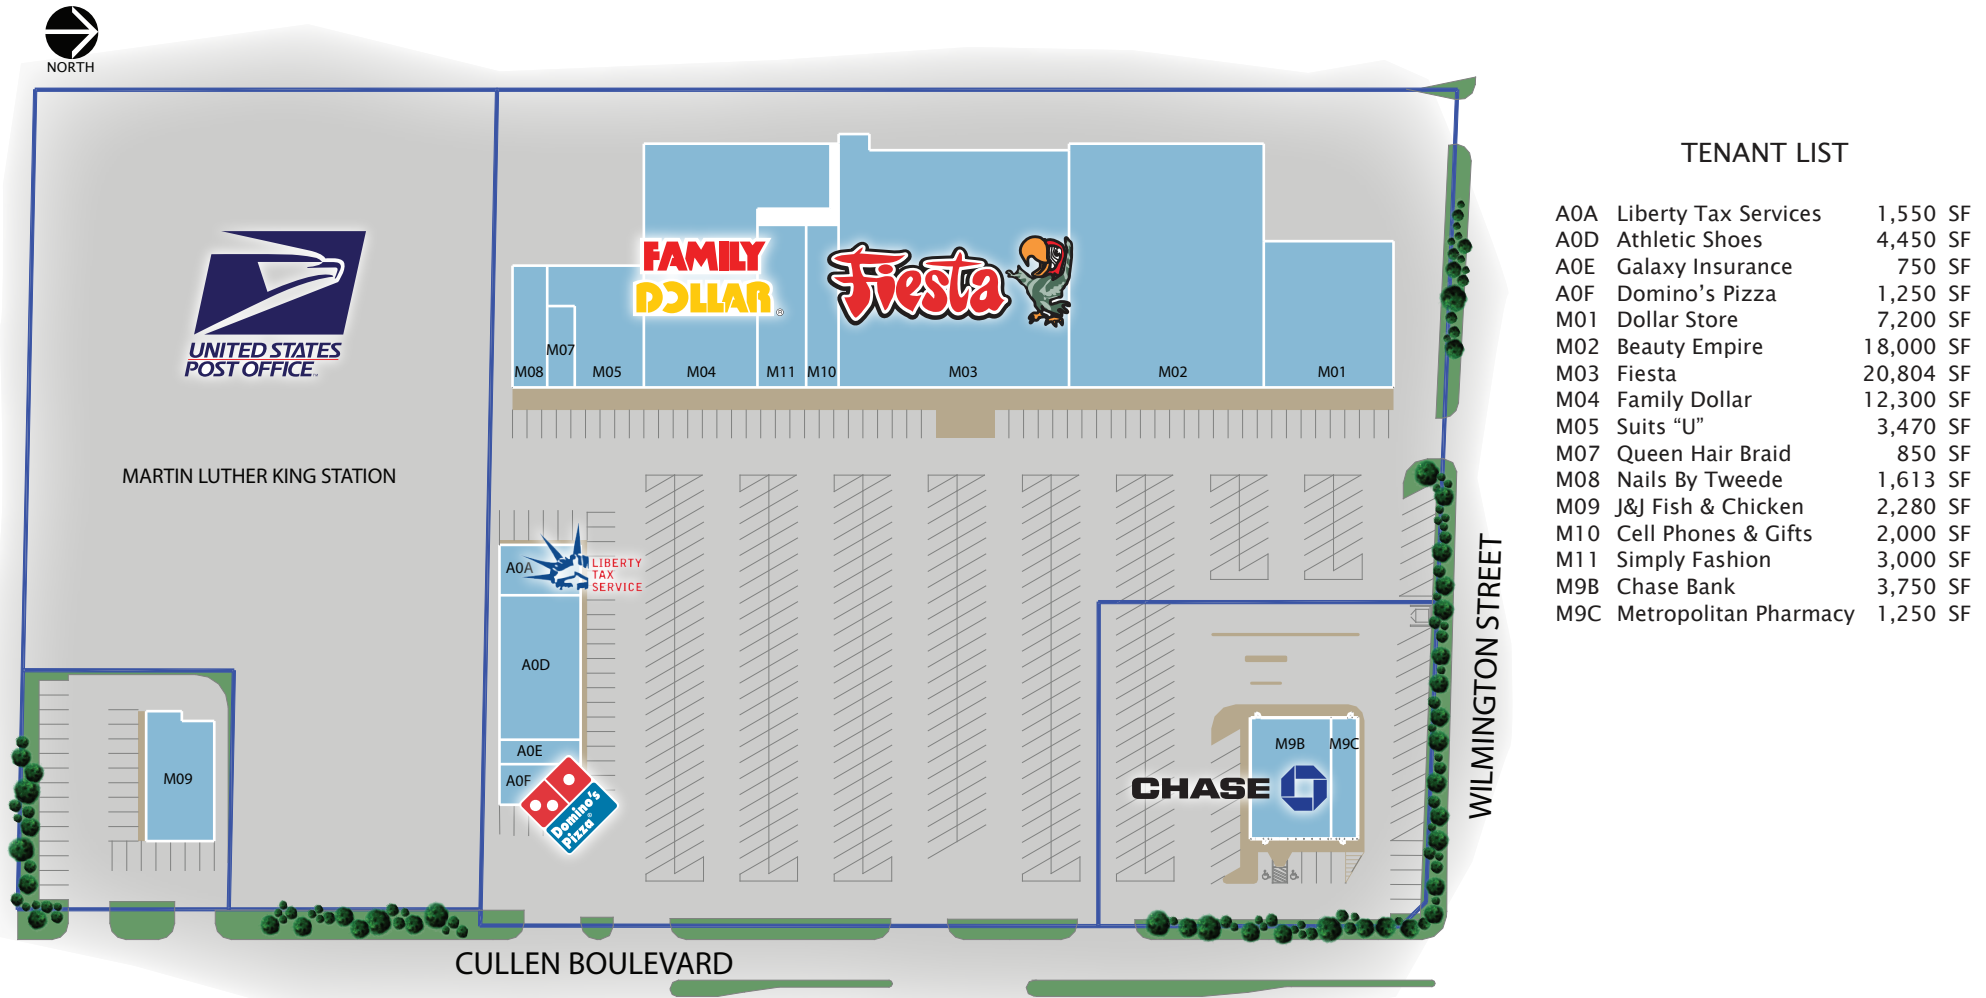 NORTH
UNITED STATES
POST OFFICE™
MARTIN LUTHER KING STATION
FAMILY
DOLLAR®
Fiesta
M08
M07
M05
M04
M11
M10
M03
M02
M01
A0A
LIBERTY
TAX
SERVICE
A0D
A0E
A0F
Domino's
Pizza®
M09
CHASE
M9B
M9C
WILMINGTON STREET
CULLEN BOULEVARD
TENANT LIST
A0A Liberty Tax Services 1,550 SF
A0D Athletic Shoes 4,450 SF
A0E Galaxy Insurance 750 SF
A0F Domino’s Pizza 1,250 SF
M01 Dollar Store 7,200 SF
M02 Beauty Empire 18,000 SF
M03 Fiesta 20,804 SF
M04 Family Dollar 12,300 SF
M05 Suits “U” 3,470 SF
M07 Queen Hair Braid 850 SF
M08 Nails By Tweede 1,613 SF
M09 J&J Fish & Chicken 2,280 SF
M10 Cell Phones & Gifts 2,000 SF
M11 Simply Fashion 3,000 SF
M9B Chase Bank 3,750 SF
M9C Metropolitan Pharmacy 1,250 SF